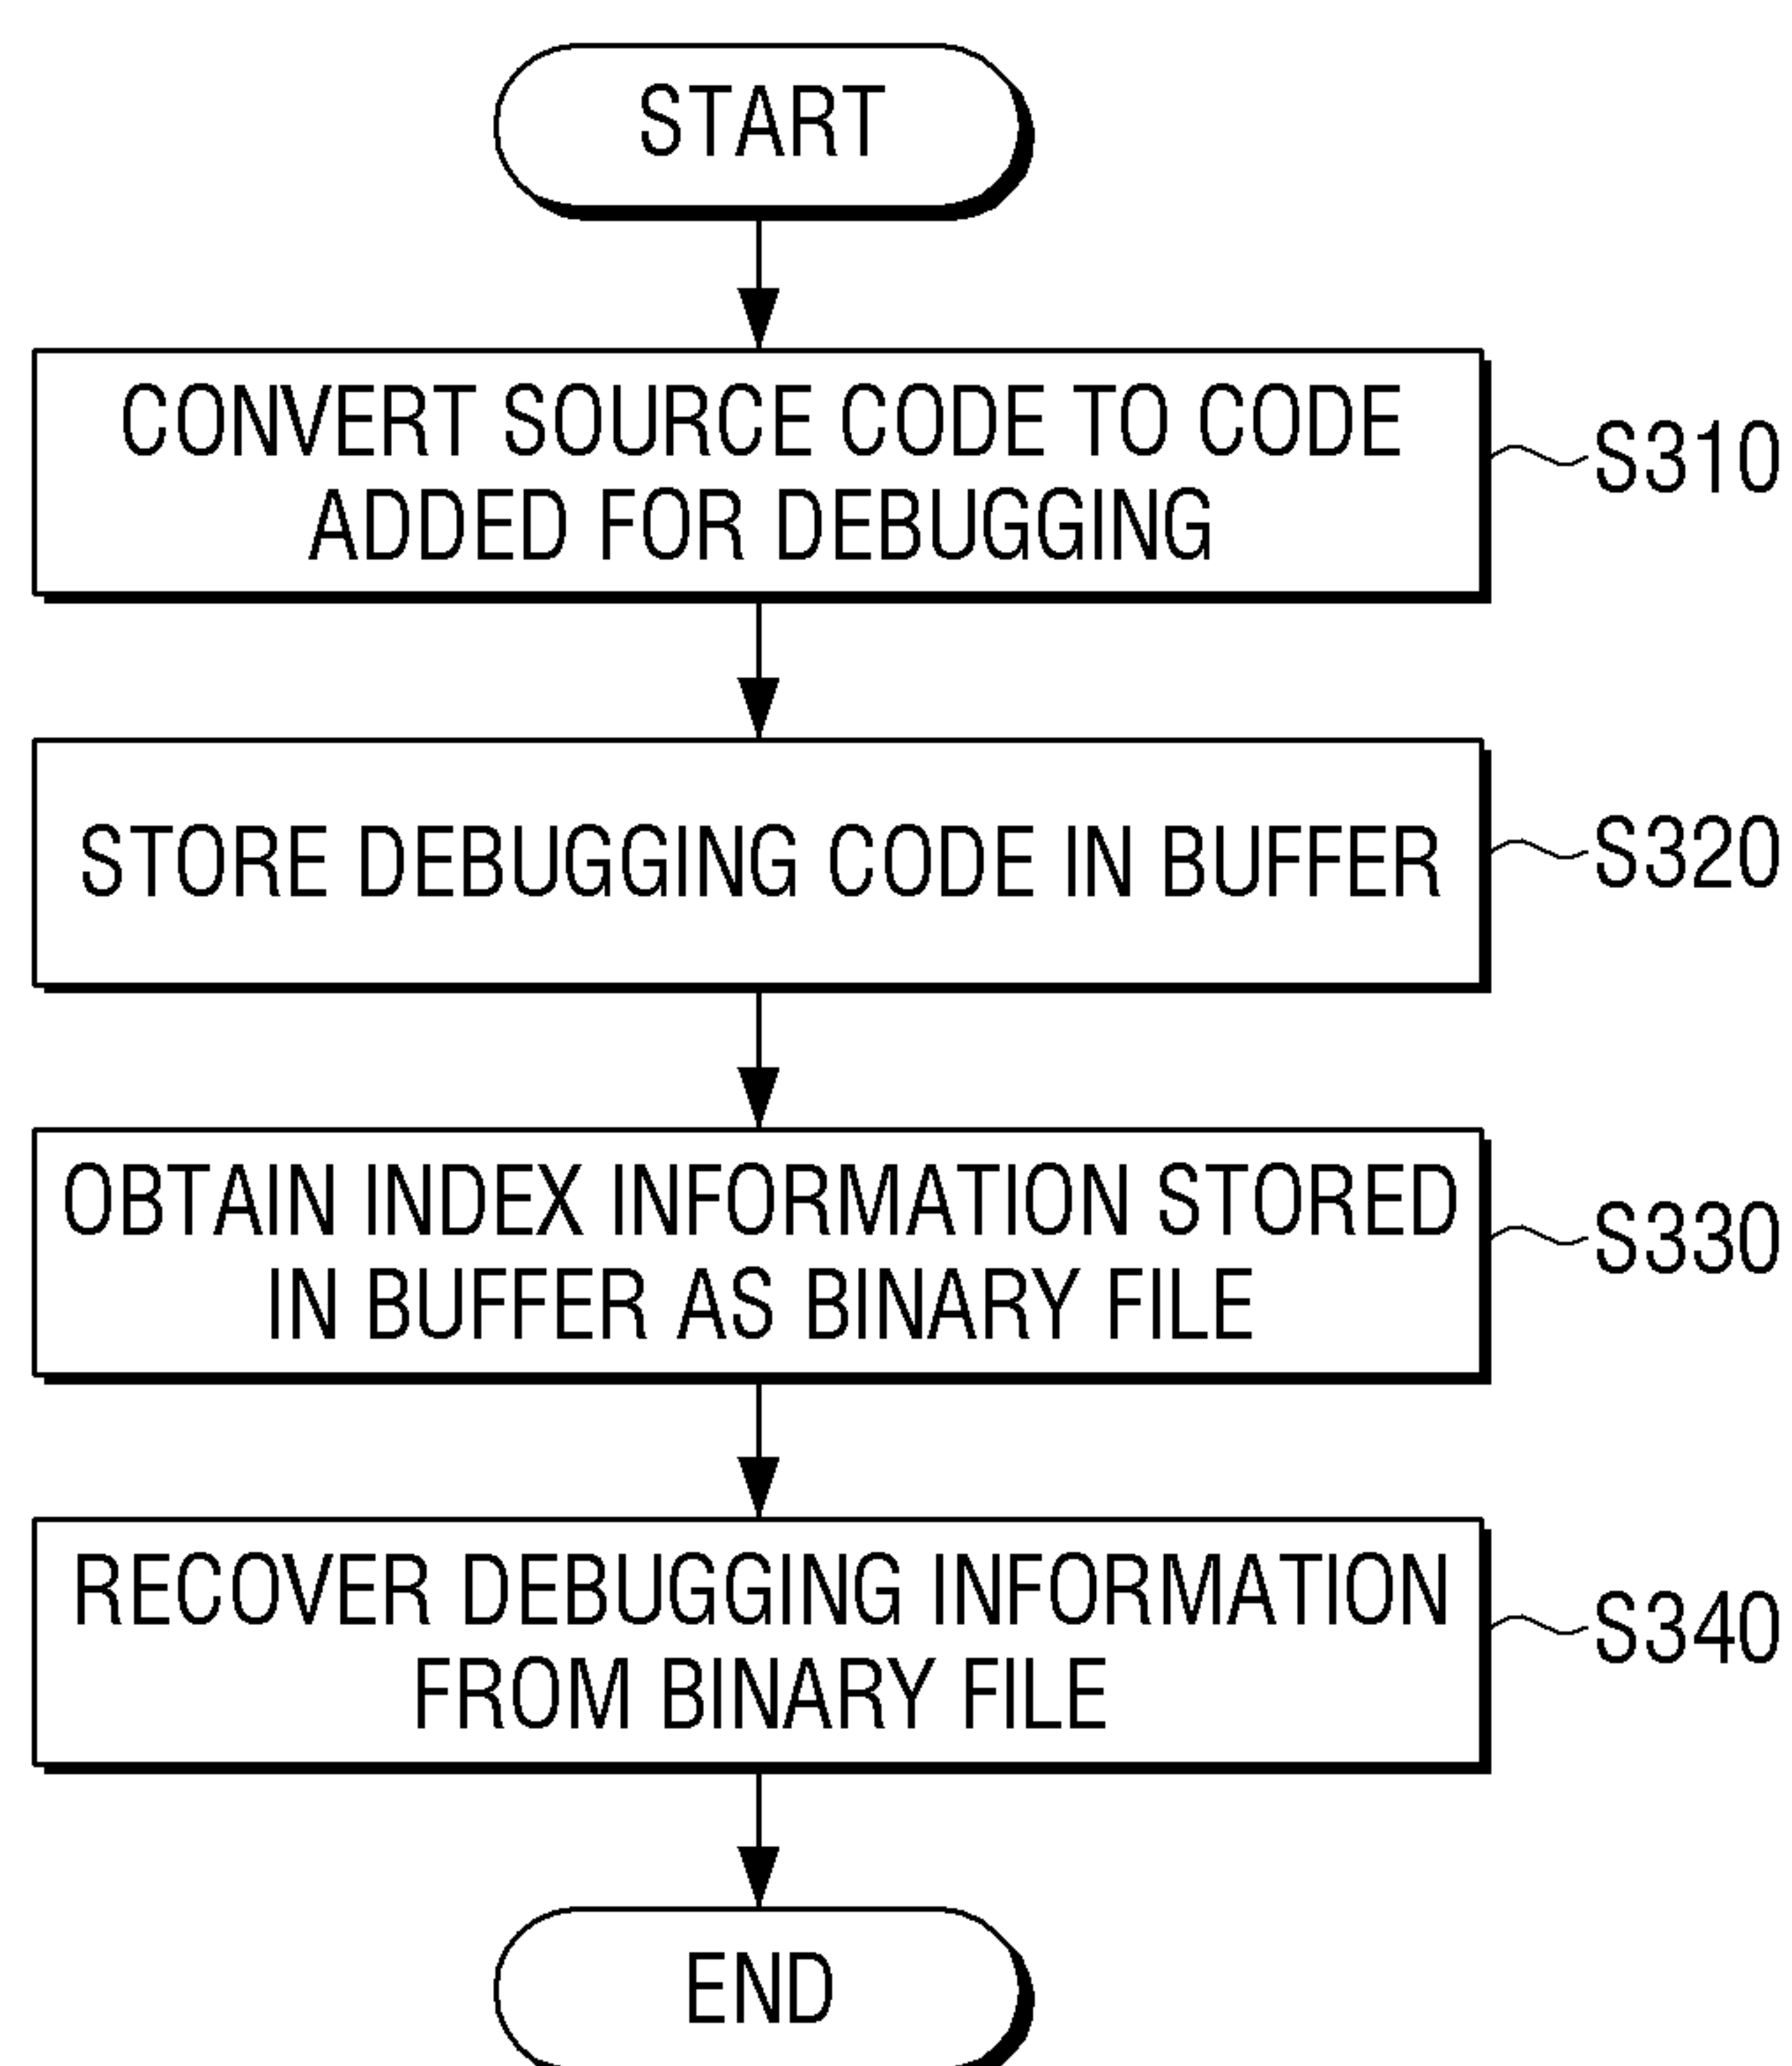 START
CONVERT SOURCE CODE TO CODE
ADDED FOR DEBUGGING
S310
STORE DEBUGGING CODE IN BUFFER
S320
OBTAIN INDEX INFORMATION STORED
IN BUFFER AS BINARY FILE
S330
RECOVER DEBUGGING INFORMATION
FROM BINARY FILE
S340
END